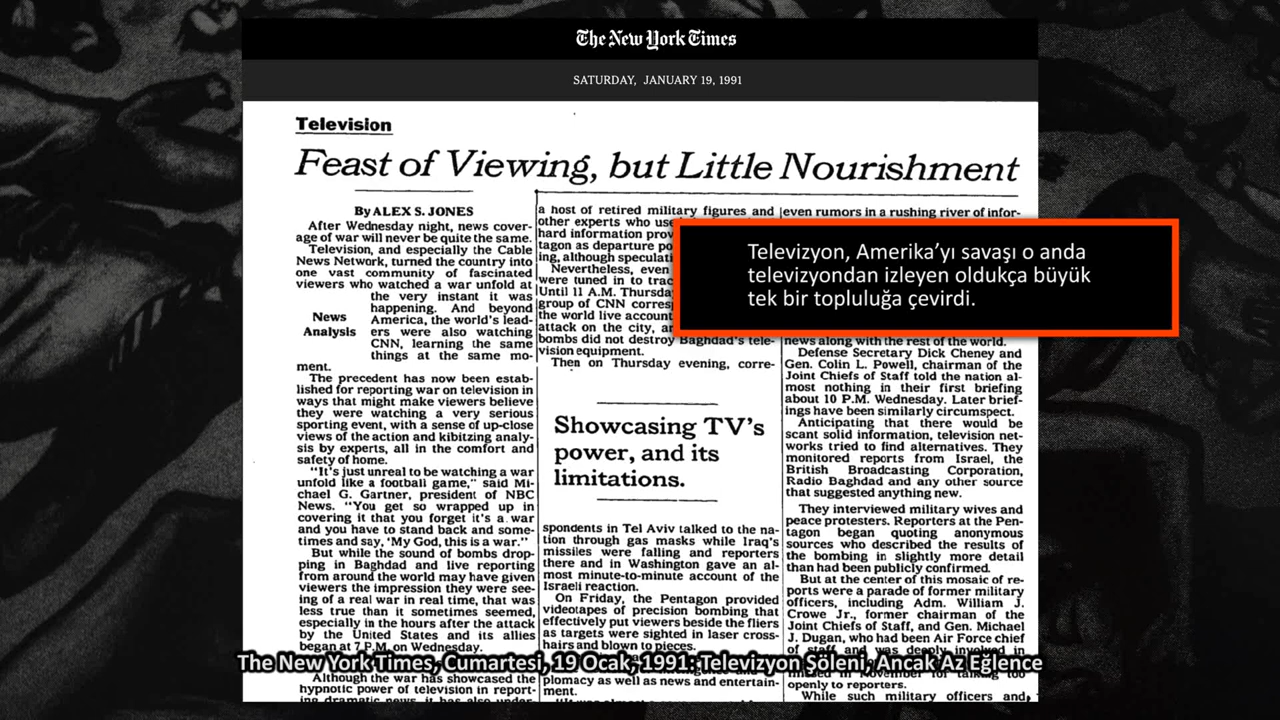 The New York Times
SATURDAY, JANUARY 19, 1991
Television
Feast of Viewing, but Little Nourishment
By ALEX S. JONES
After Wednesday night, news cover-
age of war will never be quite the same.
Television, and especially the Cable
News Network, turned the country into
one vast community of fascinated
viewers who watched a war unfold at
the very instant it was
happening. And beyond
America, the world's lead-
ers were also watching
CNN, learning the same
things at the same mo-
ment.
News
Analysis
The precedent has now been estab-
lished for reporting war on television in
ways that might make viewers believe
they were watching a very serious
sporting event, with a sense of up-close
views of the action and kibitzing analy-
sis by experts, all in the comfort and
safety of home.
"It's just unreal to be watching a war
unfold like a football game," said Mi-
chael G. Gartner, president of NBC
News. "You get so wrapped up in
covering it that you forget it's a war
and you have to stand back and some-
times and say, 'My God, this is a war.'"
But while the sound of bombs drop-
ping in Baghdad and live reporting
from around the world may have given
viewers the impression they were see-
ing of a real war in real time, that was
less true than it sometimes seemed,
especially in the hours after the attack
by the United States and its allies
began at 7 P.M. on Wednesday.
Although the war has showcased the
hypnotic power of television in report-
a host of retired military figures and
other experts who use
hard information prov
tagon as departure po
ing, although speculati
Nevertheless, even
were tuned in to trac
Until 11 A.M. Thursda
group of CNN corres
the world live account
attack on the city, an
bombs did not destroy Baghdad's tele-
vision equipment.
Then on Thursday evening, corre-
Showcasing TV's
power, and its
limitations.
spondents in Tel Aviv talked to the na-
tion through gas masks while Iraq's
missiles were falling and reporters
there and in Washington gave an al-
most minute-to-minute account of the
Israeli reaction.
On Friday, the Pentagon provided
videotapes of precision bombing that
effectively put viewers beside the fliers
as targets were sighted in laser cross-
hairs and blown to pieces.
plomacy as well as news and entertain-
ment.
even rumors in a rushing river of infor-
Televizyon, Amerika'yı savaşı o anda
televizyondan izleyen oldukça büyük
tek bir topluluğa çevirdi.
news along with the rest of the world.
Defense Secretary Dick Cheney and
Gen. Colin L. Powell, chairman of the
Joint Chiefs of Staff told the nation al-
most nothing in their first briefing
about 10 P.M. Wednesday. Later brief-
ings have been similarly circumspect.
Anticipating that there would be
scant solid information, television net-
works tried to find alternatives. They
monitored reports from Israel, the
British Broadcasting Corporation,
Radio Baghdad and any other source
that suggested anything new.
They interviewed military wives and
peace protesters. Reporters at the Pen-
tagon began quoting anonymous
sources who described the results of
the bombing in slightly more detail
than had been publicly confirmed.
But at the center of this mosaic of re-
ports were a parade of former military
officers, including Adm. William J.
Crowe Jr., former chairman of the
Joint Chiefs of Staff, and Gen. Michael
J. Dugan, who had been Air Force chief
of staff and was deeply involved in
openly to reporters.
While such military officers and
The New York Times, Cumartesi, 19 Ocak, 1991: Televizyon Şöleni, Ancak Az Eğlence